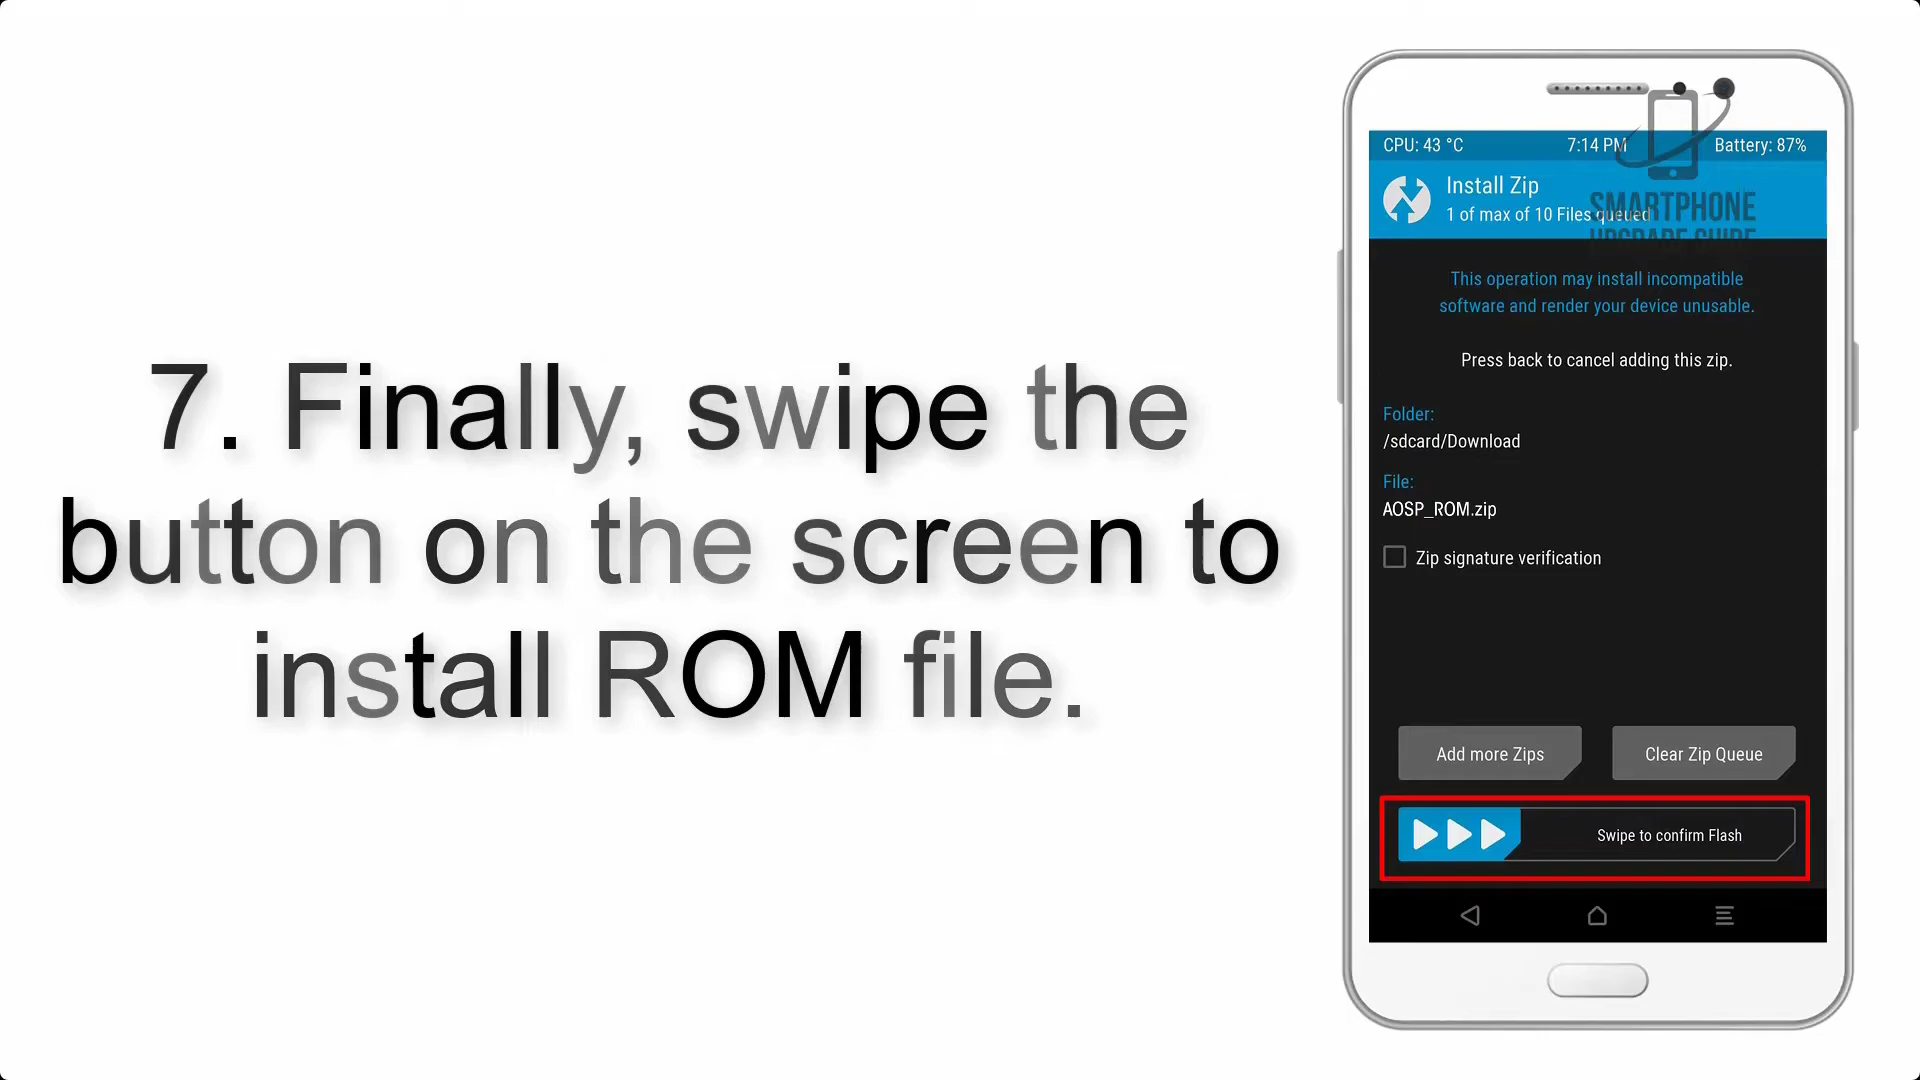 7. Finally, swipe the
button on the screen to
install ROM file.
CPU: 43 °C 7:14 PM Battery: 87%
Install Zip
1 of max of 10 Files queued
SMARTPHONE
UPGRADE GUIDE
This operation may install incompatible
software and render your device unusable.
Press back to cancel adding this zip.
Folder:
/sdcard/Download
File:
AOSP_ROM.zip
Zip signature verification
Add more Zips Clear Zip Queue
Swipe to confirm Flash